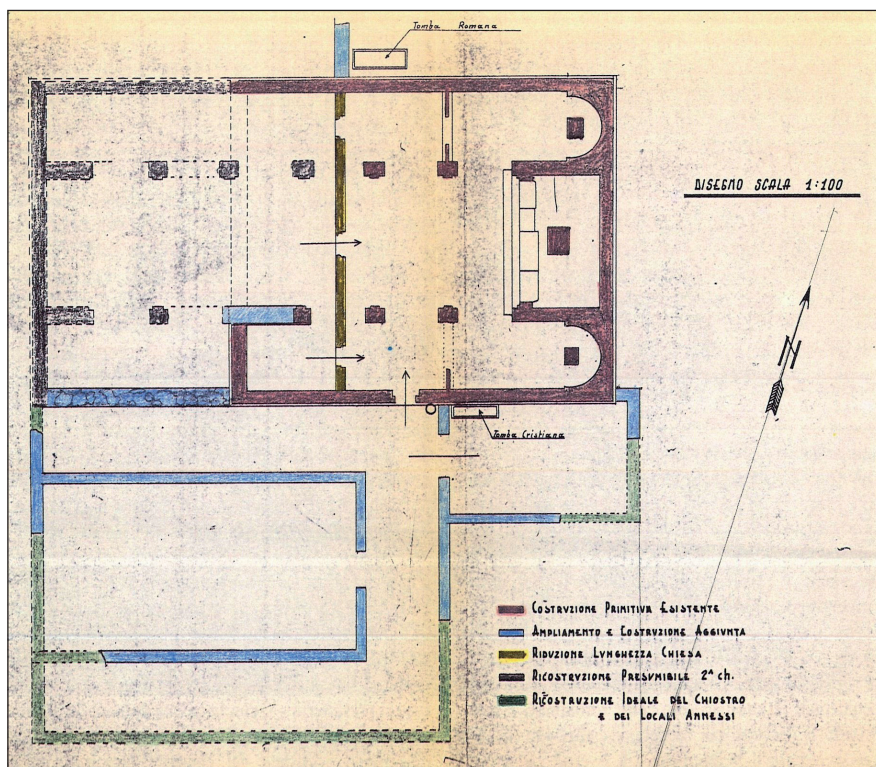 Tomba Romana
DISEGNO SCALA 1:100
N
Tomba Cristiana
COSTRUZIONE PRIMITIVA ESISTENTE
AMPLIAMENTO E COSTRUZIONE AGGIUNTA
RIDUZIONE LUNGHEZZA CHIESA
RICOSTRUZIONE PRESUMIBILE 2ª ch.
RICOSTRUZIONE IDEALE DEL CHIOSTRO
E DEI LOCALI ANNESSI